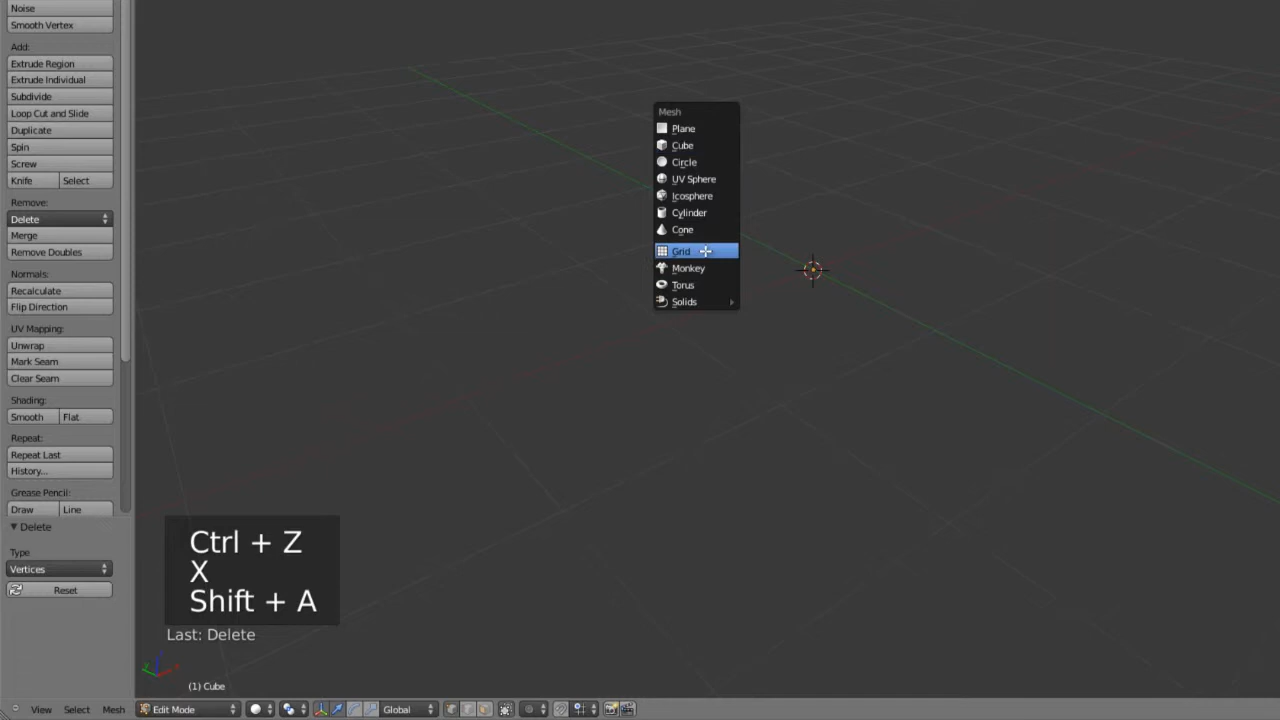 Noise
Smooth Vertex
Add:
Extrude Region
Extrude Individual
Subdivide
Loop Cut and Slide
Duplicate
Spin
Screw
Knife Select
Remove:
Delete
Merge
Remove Doubles
Normals:
Recalculate
Flip Direction
UV Mapping:
Unwrap
Mark Seam
Clear Seam
Shading:
Smooth Flat
Repeat:
Repeat Last
History...
Grease Pencil:
Draw Line
Delete
Type
Vertices
Reset
Mesh
Plane
Cube
Circle
UV Sphere
Icosphere
Cylinder
Cone
Grid
Monkey
Torus
Solids
Ctrl + Z
X
Shift + A
Last: Delete
(1) Cube
View Select Mesh Edit Mode Global